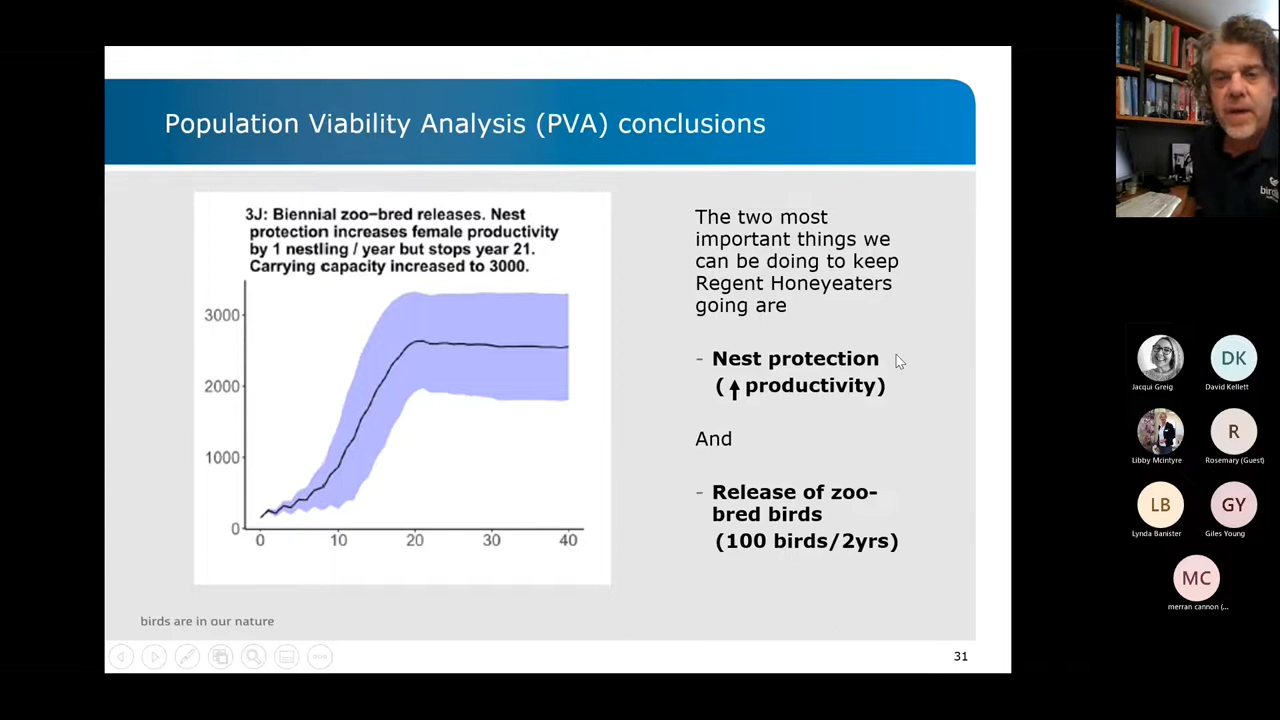 Population Viability Analysis (PVA) conclusions
3J: Biennial zoo−bred releases. Nest
protection increases female productivity
by 1 nestling / year but stops year 21.
Carrying capacity increased to 3000.
3000
2000
1000
0
0 10 20 30 40
The two most
important things we
can be doing to keep
Regent Honeyeaters
going are
- Nest protection
(↑ productivity)
And
- Release of zoo-
bred birds
(100 birds/2yrs)
birds are in our nature
31
Jacqui Greig
DK
David Kellett
Libby Mcintyre
R
Rosemary (Guest)
LB
Lynda Banister
GY
Giles Young
MC
merran cannon (...